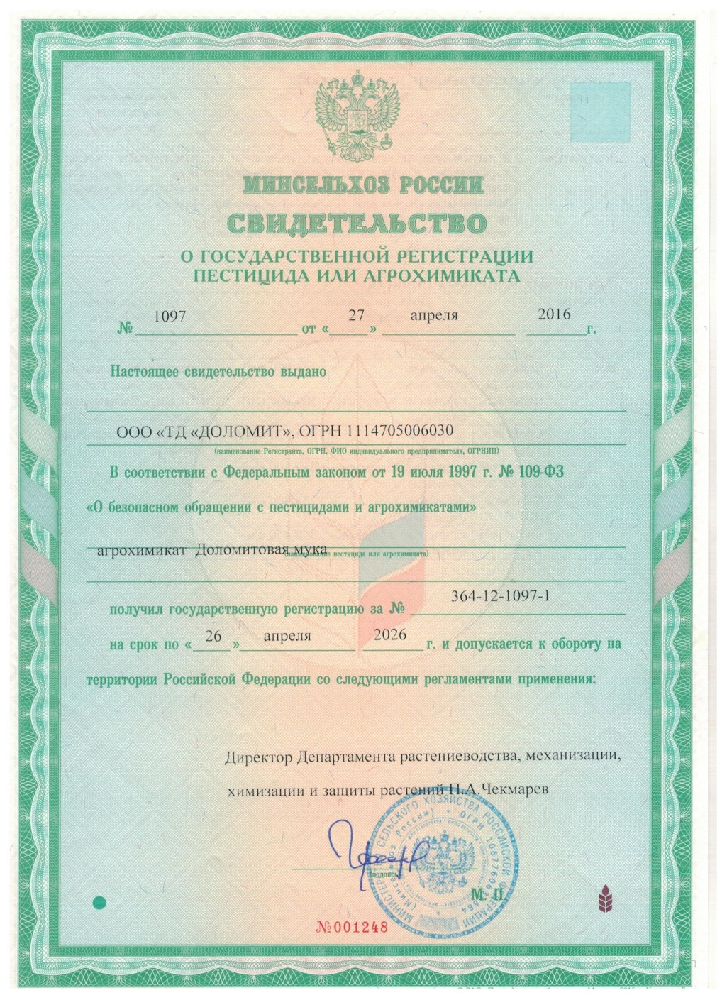 МИНСЕЛЬХОЗ РОССИИ
СВИДЕТЕЛЬСТВО
О ГОСУДАРСТВЕННОЙ РЕГИСТРАЦИИ
ПЕСТИЦИДА ИЛИ АГРОХИМИКАТА
№ 1097 от « 27 » апреля 2016 г.
Настоящее свидетельство выдано
ООО «ТД «ДОЛОМИТ», ОГРН 1114705006030
(наименование Регистранта, ОГРН, ФИО индивидуального предпринимателя, ОГРНИП)
В соответствии с Федеральным законом от 19 июля 1997 г. № 109-ФЗ
«О безопасном обращении с пестицидами и агрохимикатами»
агрохимикат Доломитовая мука
(наименование пестицида или агрохимиката)
364-12-1097-1
получил государственную регистрацию за №
на срок по « 26 » апреля 2026 г. и допускается к обороту на
территории Российской Федерации со следующими регламентами применения:
Директор Департамента растениеводства, механизации,
химизации и защиты растений П.А.Чекмарев
СЕЛЬСКОГО ХОЗЯЙСТВА РОССИЙСКОЙ
(Минсельхоз России)
ОГРН
подпись
М. П.
№001248